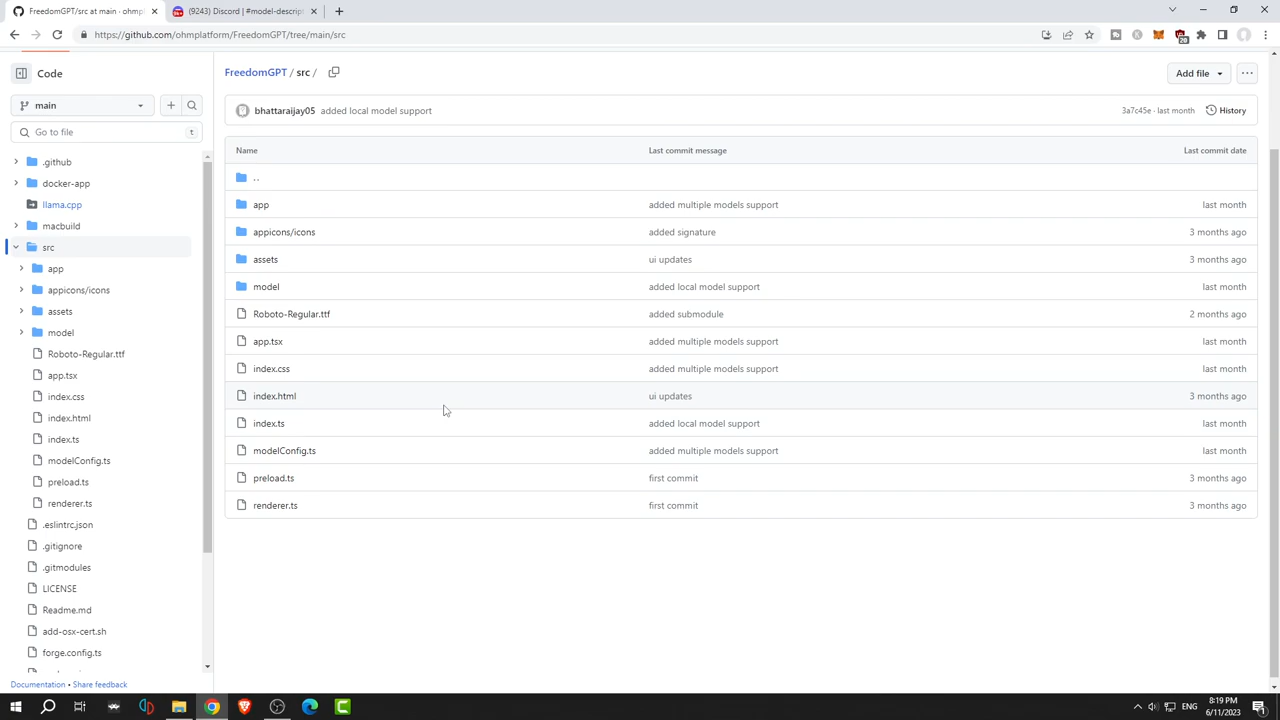 FreedomGPT/src at main · ohmp
(9243) Discord | #model-descrip
https://github.com/ohmplatform/FreedomGPT/tree/main/src
Code
main
Go to file
t
.github
docker-app
llama.cpp
macbuild
src
app
appicons/icons
assets
model
Roboto-Regular.ttf
app.tsx
index.css
index.html
index.ts
modelConfig.ts
preload.ts
renderer.ts
.eslintrc.json
.gitignore
.gitmodules
LICENSE
Readme.md
add-osx-cert.sh
forge.config.ts
Documentation • Share feedback
FreedomGPT / src /
Add file
bhattaraijay05 added local model support 3a7c45e · last month History
Name Last commit message Last commit date
..
app added multiple models support last month
appicons/icons added signature 3 months ago
assets ui updates 3 months ago
model added local model support last month
Roboto-Regular.ttf added submodule 2 months ago
app.tsx added multiple models support last month
index.css added multiple models support last month
index.html ui updates 3 months ago
index.ts added local model support last month
modelConfig.ts added multiple models support last month
preload.ts first commit 3 months ago
renderer.ts first commit 3 months ago
ENG
8:19 PM
6/11/2023